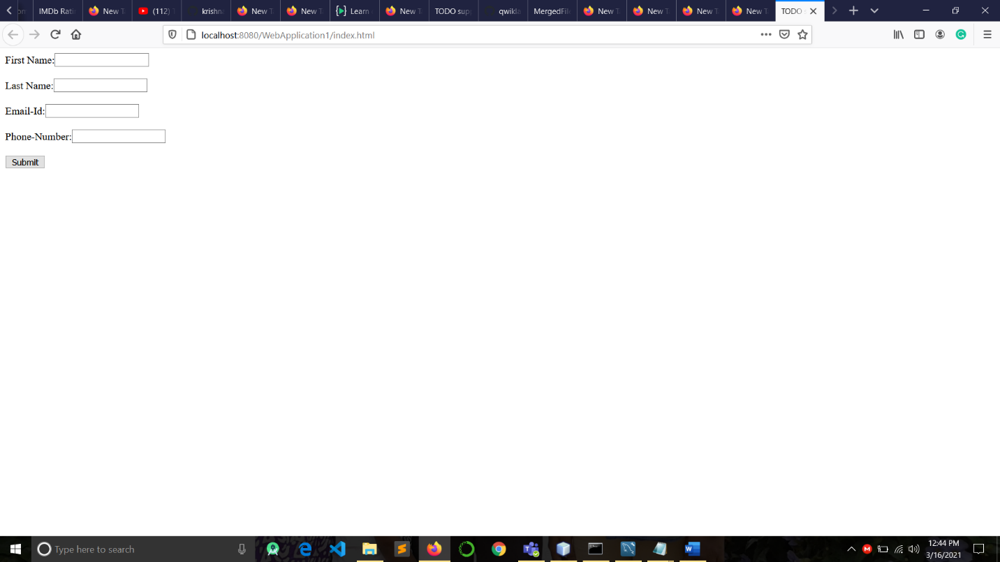 IMDb Rati
New T
(112)
krishna
New T
New T
Learn
New T
TODO sup
qwikla
MergedFile
New T
New T
New T
New T
TODO
localhost:8080/WebApplication1/index.html
First Name:
Last Name:
Email-Id:
Phone-Number:
Submit
Type here to search
12:44 PM
3/16/2021